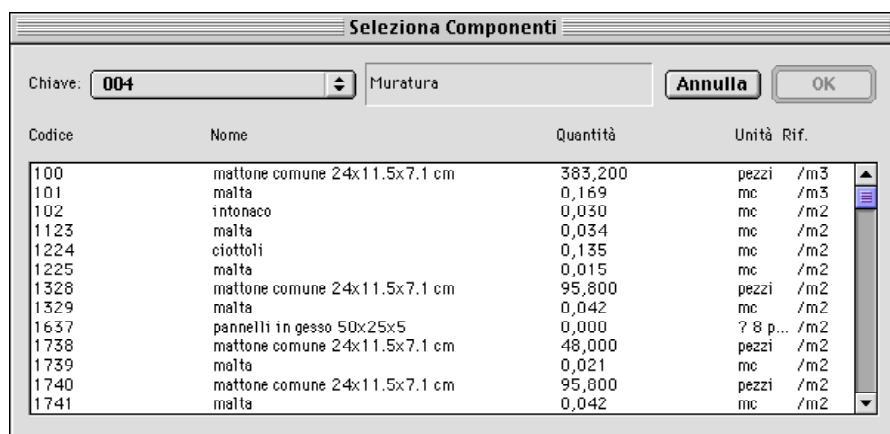 Seleziona Componenti
Chiave: 004 Muratura Annulla OK
Codice Nome Quantità Unità Rif.
100 mattone comune 24x11.5x7.1 cm 383,200 pezzi /m3
101 malta 0,169 mc /m3
102 intonaco 0,030 mc /m2
1123 malta 0,034 mc /m2
1224 ciottoli 0,135 mc /m2
1225 malta 0,015 mc /m2
1328 mattone comune 24x11.5x7.1 cm 95,800 pezzi /m2
1329 malta 0,042 mc /m2
1637 pannelli in gesso 50x25x5 0,000 ? 8 p... /m2
1738 mattone comune 24x11.5x7.1 cm 48,000 pezzi /m2
1739 malta 0,021 mc /m2
1740 mattone comune 24x11.5x7.1 cm 95,800 pezzi /m2
1741 malta 0,042 mc /m2